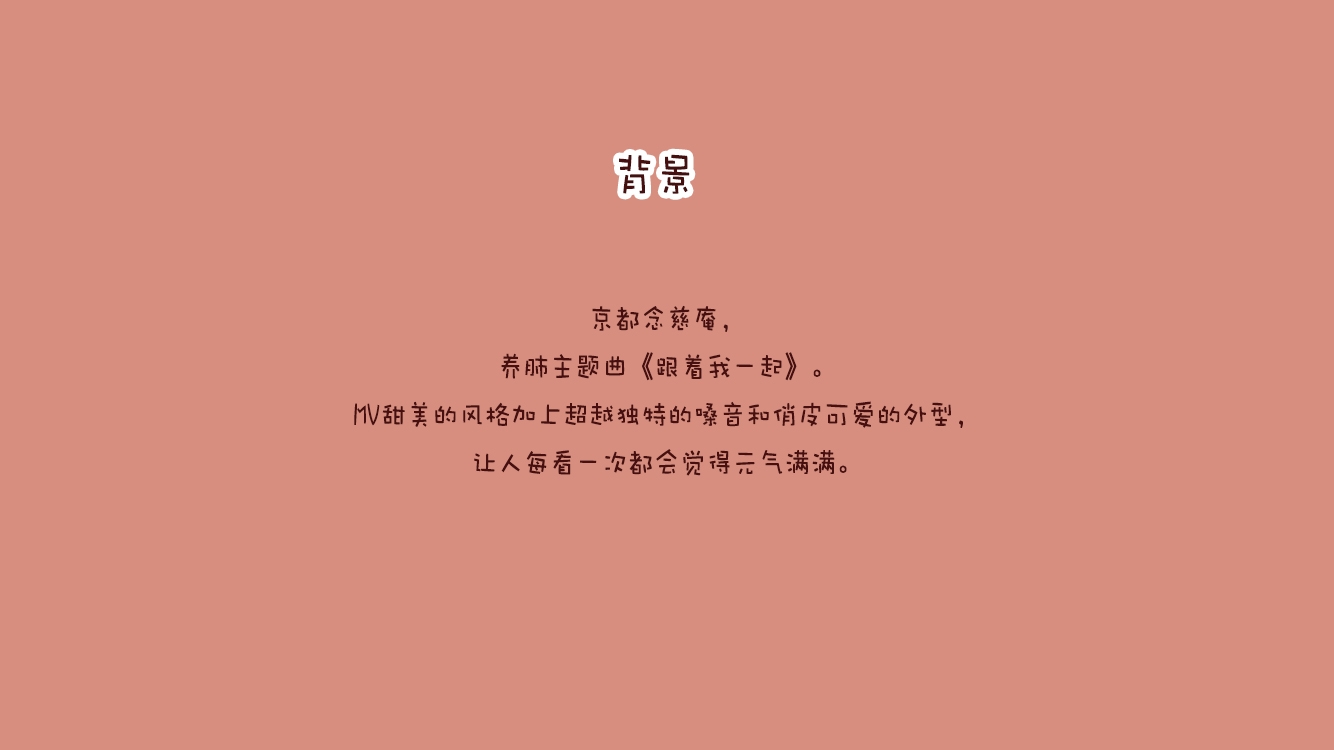 背景
京都念慈庵，
养肺主题曲《跟着我一起》。
MV甜美的风格加上超越独特的嗓音和俏皮可爱的外型，
让人每看一次都会觉得元气满满。